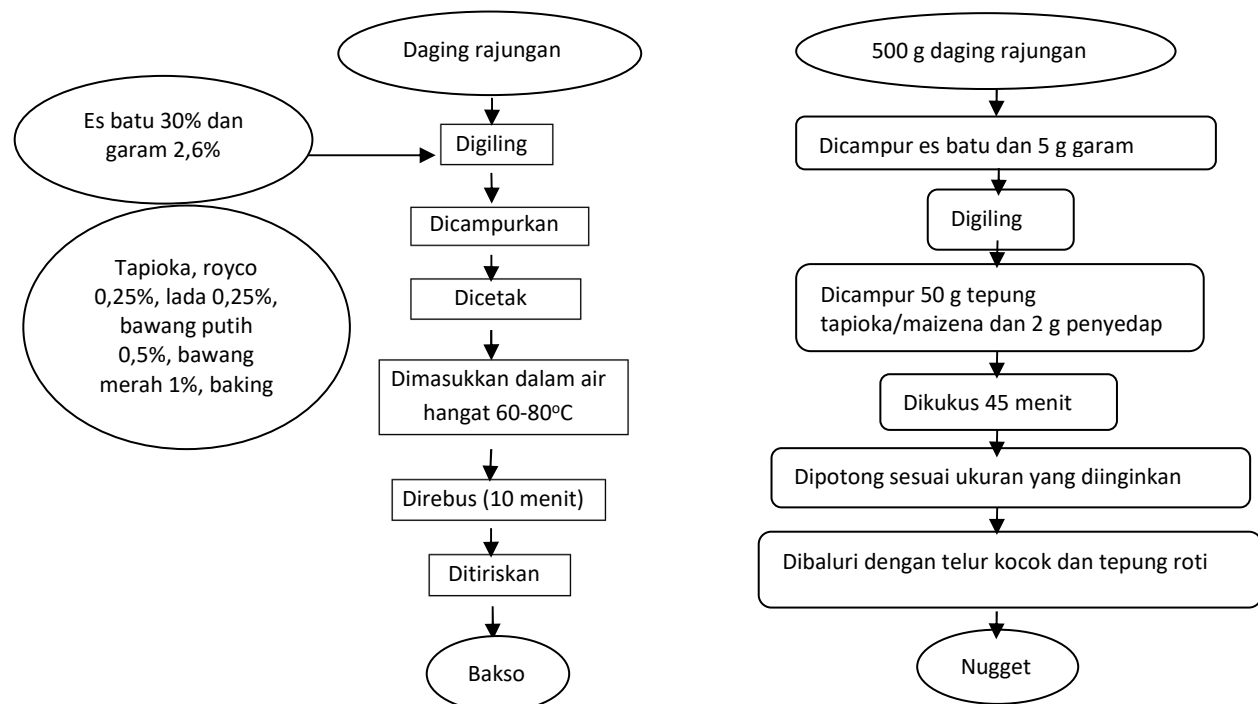 Daging rajungan
Es batu 30% dan
garam 2,6%
Digiling
Dicampurkan
Tapioka, royco
0,25%, lada 0,25%,
bawang putih
0,5%, bawang
merah 1%, baking
Dicetak
Dimasukkan dalam air
hangat 60-80°C
Direbus (10 menit)
Ditiriskan
Bakso
500 g daging rajungan
Dicampur es batu dan 5 g garam
Digiling
Dicampur 50 g tepung
tapioka/maizena dan 2 g penyedap
Dikukus 45 menit
Dipotong sesuai ukuran yang diinginkan
Dibaluri dengan telur kocok dan tepung roti
Nugget